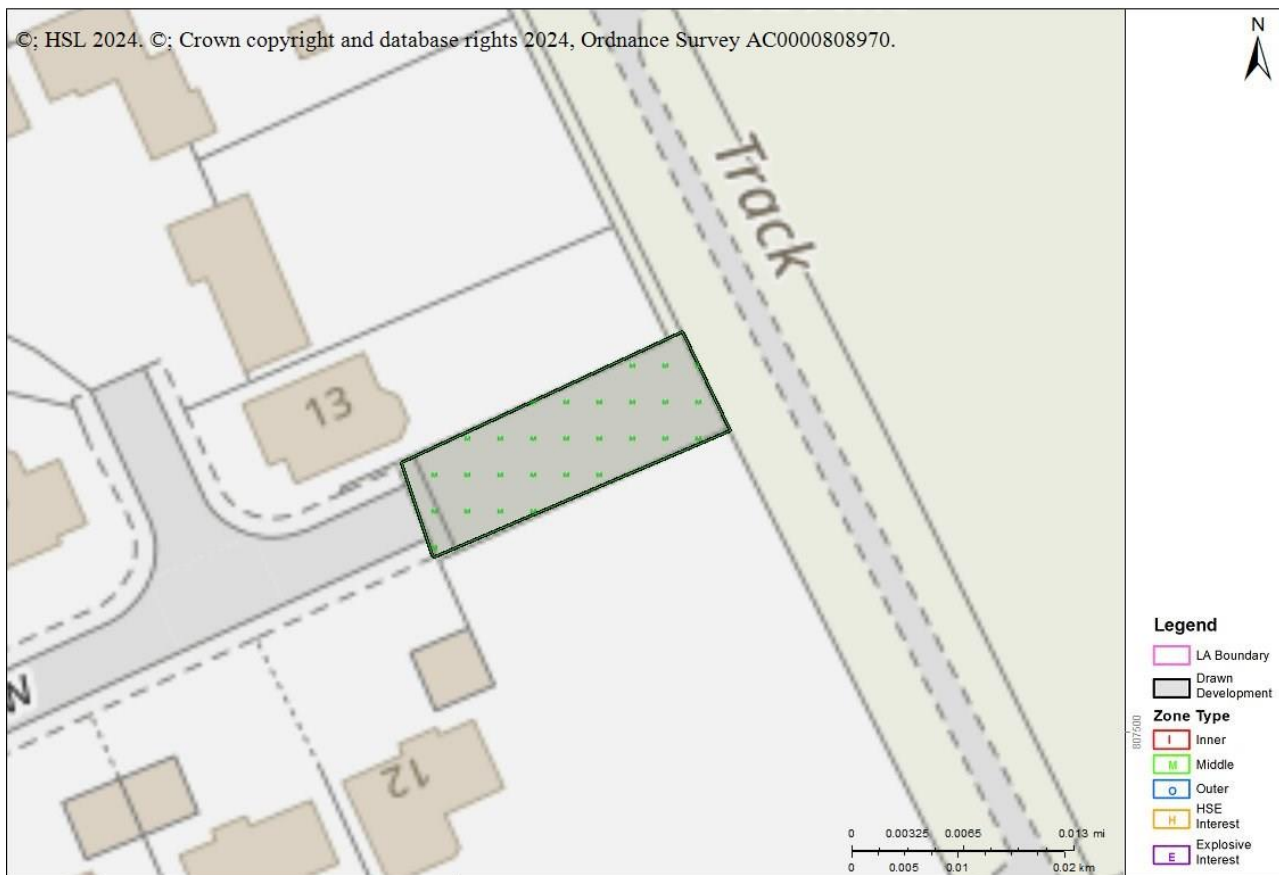 ©; HSL 2024. ©; Crown copyright and database rights 2024, Ordnance Survey AC0000808970.
N
Track
13
W
12
807500
0 0.00325 0.0065 0.013 mi
0 0.005 0.01 0.02 km
Legend
LA Boundary
Drawn
Development
Zone Type
I Inner
M Middle
O Outer
H HSE
Interest
E Explosive
Interest
M M M
M M M M M
M M M M M M M M
M M M M M M
M M M M
M